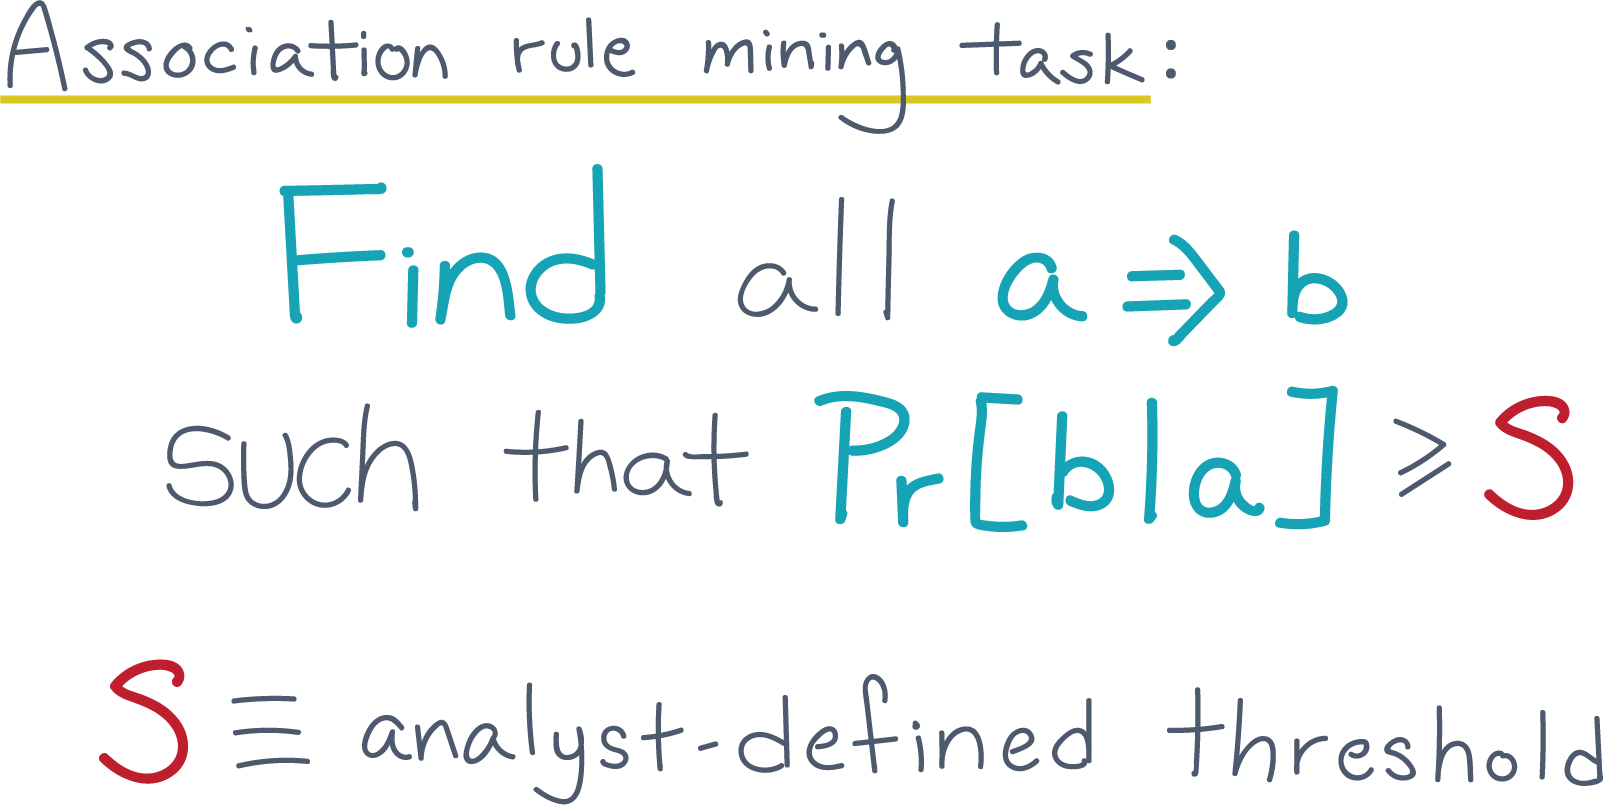 Association rule mining task:
Find all a ⇒ b
such that Pr[b|a] ⩾ S
S ≡ analyst-defined threshold